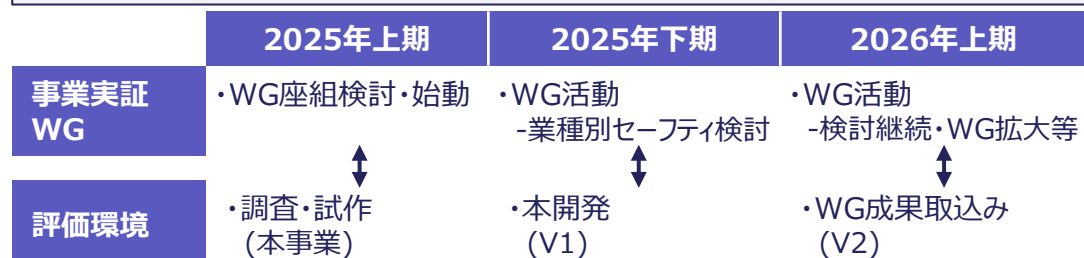 2025年上期 2025年下期 2026年上期
事業実証
WG
・WG座組検討・始動
・WG活動
-業種別セーフティ検討
・WG活動
-検討継続・WG拡大等
評価環境
・調査・試作
(本事業)
・本開発
(V1)
・WG成果取込み
(V2)